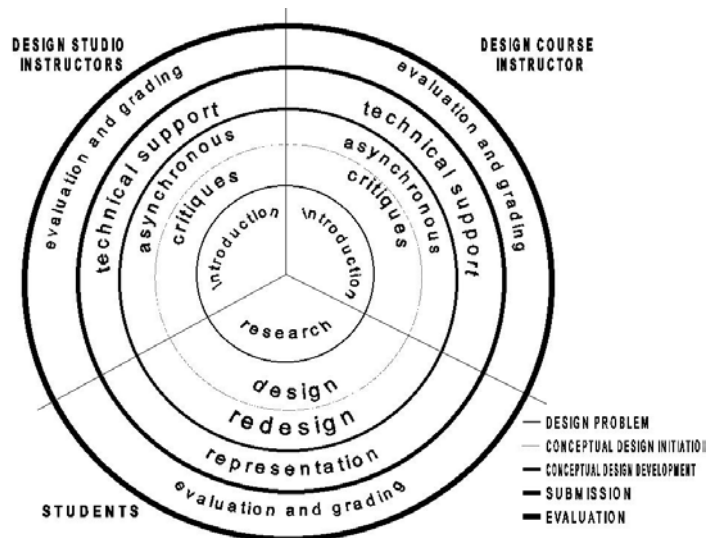 DESIGN STUDIO
INSTRUCTORS
DESIGN COURSE
INSTRUCTOR
evaluation and grading
evaluation and grading
technical support
technical support
asynchronous
asynchronous
critiques
critiques
introduction
introduction
research
design
redesign
representation
evaluation and grading
STUDENTS
DESIGN PROBLEM
CONCEPTUAL DESIGN INITIATION
CONCEPTUAL DESIGN DEVELOPMENT
SUBMISSION
EVALUATION